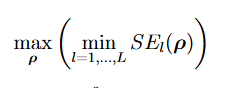 max_ρ ( min_{l=1,...,L} SE_l(ρ) )